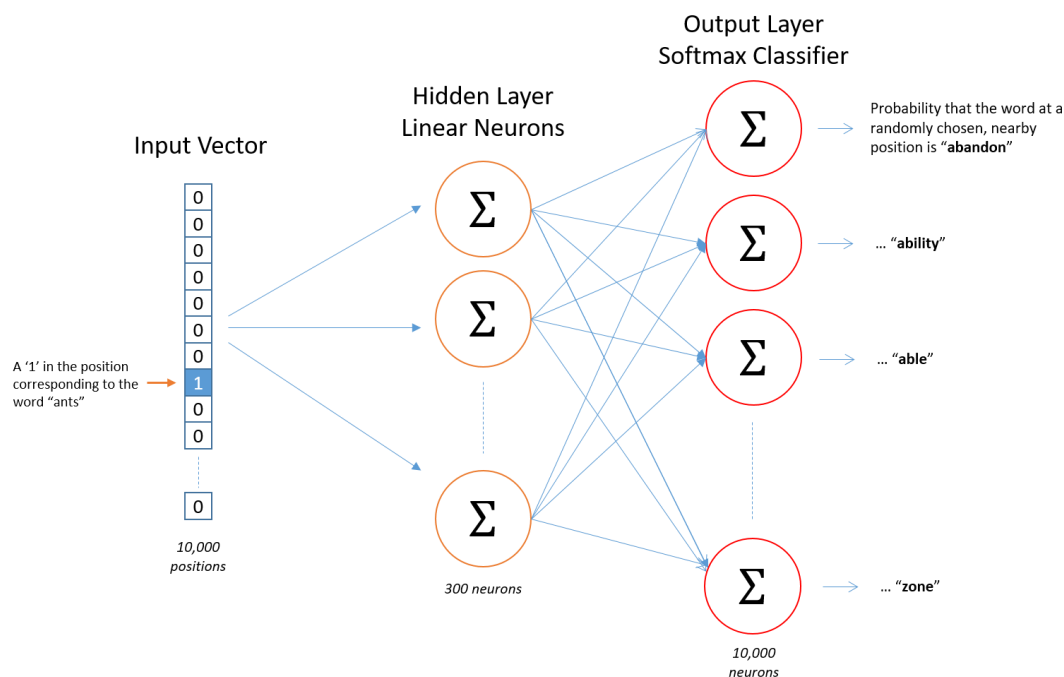 Output Layer
Softmax Classifier
Hidden Layer
Linear Neurons
Input Vector
Probability that the word at a
randomly chosen, nearby
position is “abandon”
… “ability”
… “able”
… “zone”
A ‘1’ in the position
corresponding to the
word “ants”
0
0
0
0
0
0
0
1
0
0
0
10,000
positions
Σ
Σ
Σ
300 neurons
Σ
Σ
Σ
Σ
10,000
neurons